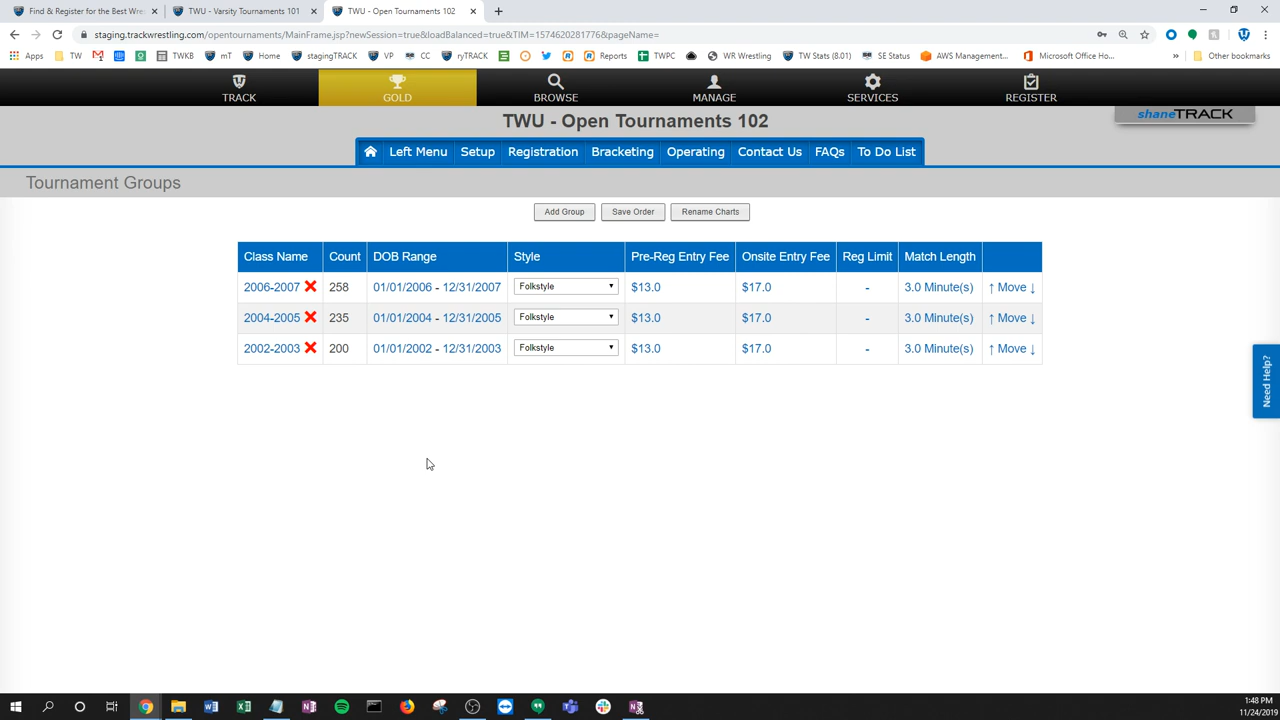 Find & Register for the Best Wre
TWU - Varsity Tournaments 101
TWU - Open Tournaments 102
staging.trackwrestling.com/opentournaments/MainFrame.jsp?newSession=true&loadBalanced=true&TIM=1574620281776&pageName=
Apps TW TWKB mT Home stagingTRACK VP CC ryTRACK Reports TWPC WR Wrestling TW Stats (8.01) SE Status AWS Management... Microsoft Office Ho... » Other bookmarks
TRACK GOLD BROWSE MANAGE SERVICES REGISTER
TWU - Open Tournaments 102
shaneTRACK
Left Menu Setup Registration Bracketing Operating Contact Us FAQs To Do List
Tournament Groups
Add Group Save Order Rename Charts
Class Name Count DOB Range Style Pre-Reg Entry Fee Onsite Entry Fee Reg Limit Match Length
2006-2007 258 01/01/2006 - 12/31/2007 Folkstyle $13.0 $17.0 - 3.0 Minute(s) ↑ Move ↓
2004-2005 235 01/01/2004 - 12/31/2005 Folkstyle $13.0 $17.0 - 3.0 Minute(s) ↑ Move ↓
2002-2003 200 01/01/2002 - 12/31/2003 Folkstyle $13.0 $17.0 - 3.0 Minute(s) ↑ Move ↓
Need Help?
1:48 PM
11/24/2019